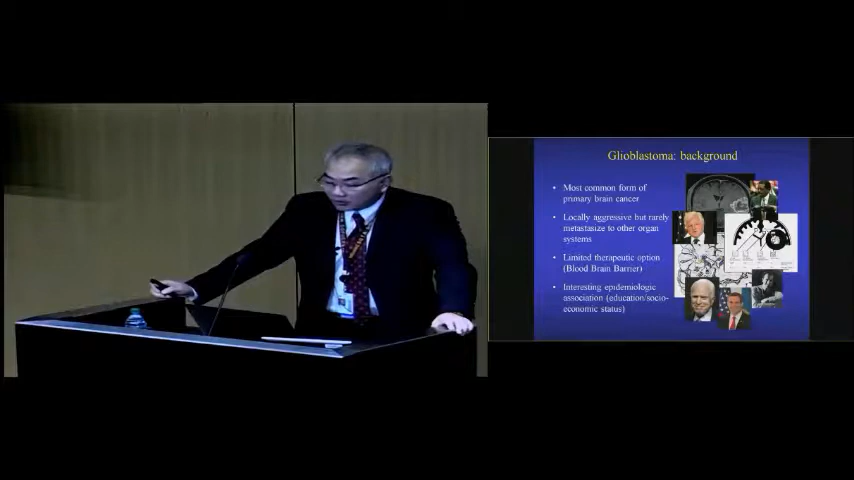 Glioblastoma: background
• Most common form of
primary brain cancer
• Locally aggressive but rarely
metastasize to other organ
systems
• Limited therapeutic option
(Blood Brain Barrier)
• Interesting epidemiologic
association (education/socio-
economic status)